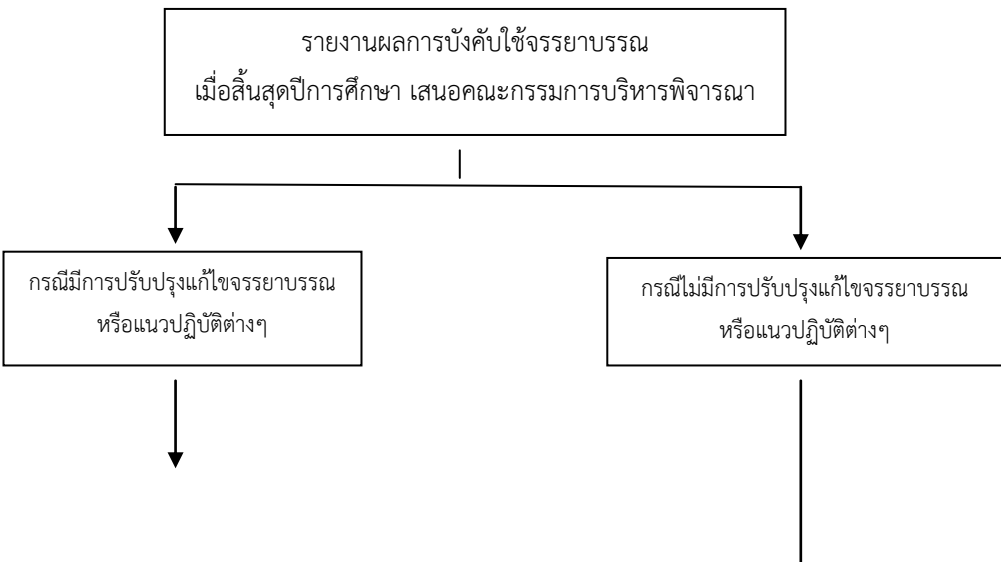 รายงานผลการบังคับใช้จรรยาบรรณ
เมื่อสิ้นสุดปีการศึกษา เสนอคณะกรรมการบริหารพิจารณา
กรณีมีการปรับปรุงแก้ไขจรรยาบรรณ
หรือแนวปฏิบัติต่างๆ
กรณีไม่มีการปรับปรุงแก้ไขจรรยาบรรณ
หรือแนวปฏิบัติต่างๆ